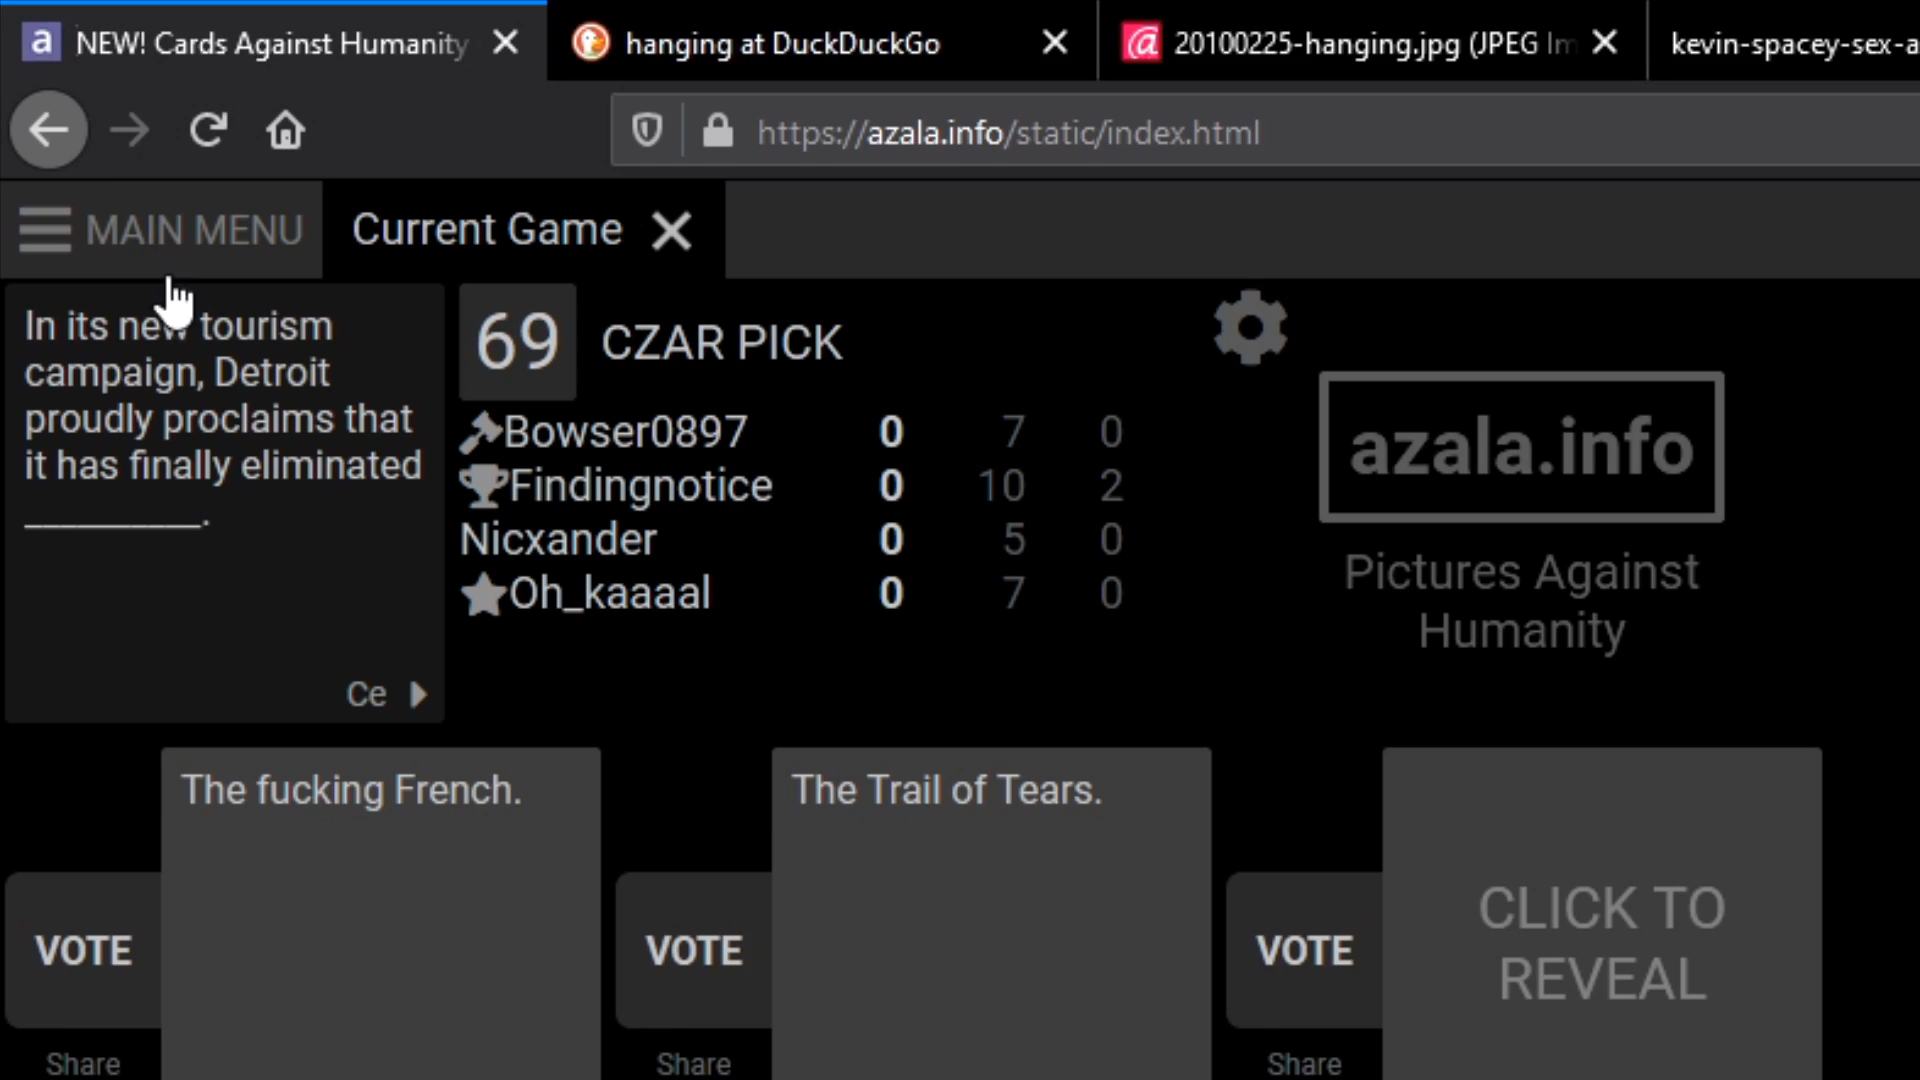 NEW! Cards Against Humanity
hanging at DuckDuckGo
20100225-hanging.jpg (JPEG Im
kevin-spacey-sex-a
https://azala.info/static/index.html
MAIN MENU
Current Game
In its new tourism
campaign, Detroit
proudly proclaims that
it has finally eliminated
__________.
Ce
69 CZAR PICK
Bowser0897 0 7 0
Findingnotice 0 10 2
Nicxander 0 5 0
Oh_kaaaal 0 7 0
azala.info
Pictures Against
Humanity
The fucking French.
VOTE
Share
The Trail of Tears.
VOTE
Share
CLICK TO
REVEAL
VOTE
Share